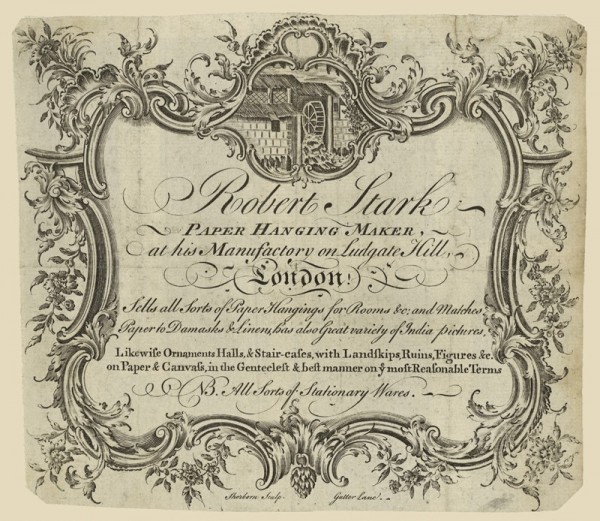 Robert Stark
PAPER HANGING MAKER,
at his Manufactory on Ludgate Hill,
London.
Sells all Sorts of Paper Hangings for Rooms &c; and Matches
Paper to Damasks & Linen, has also Great variety of India pictures,
Likewiſe Ornaments Halls, & Stair-caſes, with Landſkips, Ruins, Figures &c.
on Paper & Canvaſs, in the Genteeleſt & beſt manner on ẏ moſt Reaſonable Terms
NB. All Sorts of Stationary Wares.
Sherborn Sculp. Gutter Lane.